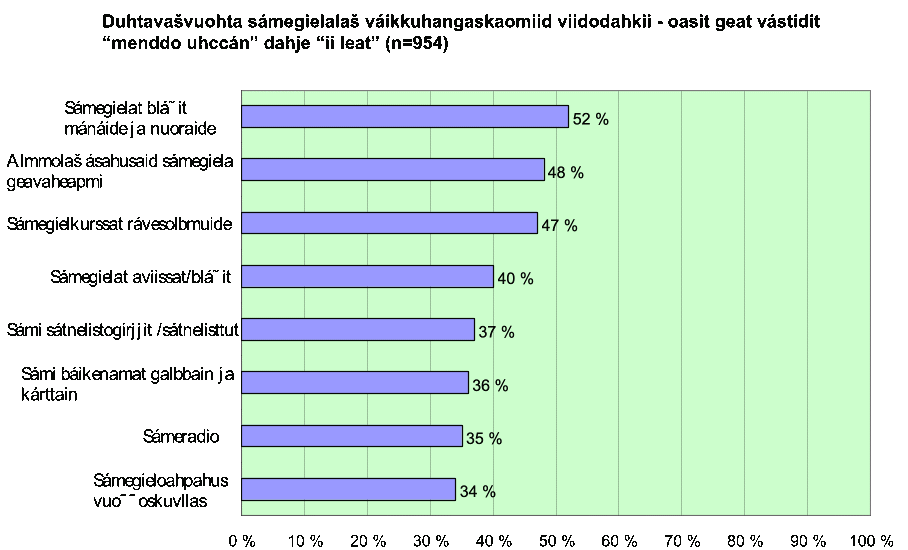 Duhtavašvuohta sámegielalaš váikkuhangaskaomiid viidodahkii - oasit geat vástidit
“menddo uhccán” dahje “ii leat” (n=954)
Sámegielat blá˜ it
mánáide ja nuoraide
52 %
Almmolaš ásahusaid sámegiela
geavaheapmi
48 %
Sámegielkurssat rávesolbmuide
47 %
Sámegielat aviissat/blá˜ it
40 %
Sámi sátnelistogirjjit /sátnelisttut
37 %
Sámi báikenamat galbbain ja
kárttain
36 %
Sámeradio
35 %
Sámegieloahpahus
vuo˜ ˜ oskuvllas
34 %
0 % 10 % 20 % 30 % 40 % 50 % 60 % 70 % 80 % 90 % 100 %